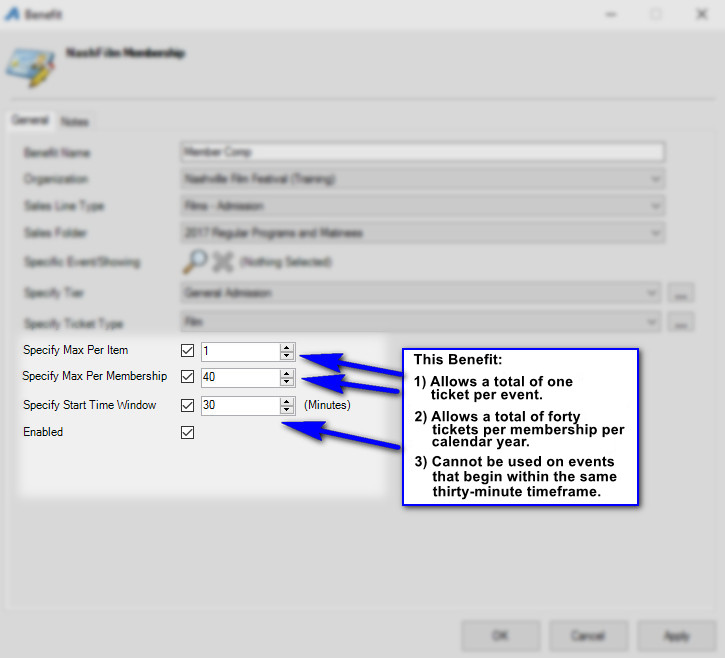 Benefit
NashFilm Membership
General Notes
Benefit Name Member Comp
Organization Nashville Film Festival (Training)
Sales Line Type Films - Admission
Sales Folder 2017 Regular Programs and Matinees
Specific Event/Showing (Nothing Selected)
Specify Tier General Admission ...
Specify Ticket Type Film ...
Specify Max Per Item 1
Specify Max Per Membership 40
Specify Start Time Window 30 (Minutes)
Enabled
This Benefit:
1) Allows a total of one
ticket per event.
2) Allows a total of forty
tickets per membership per
calendar year.
3) Cannot be used on events
that begin within the same
thirty-minute timeframe.
OK Cancel Apply